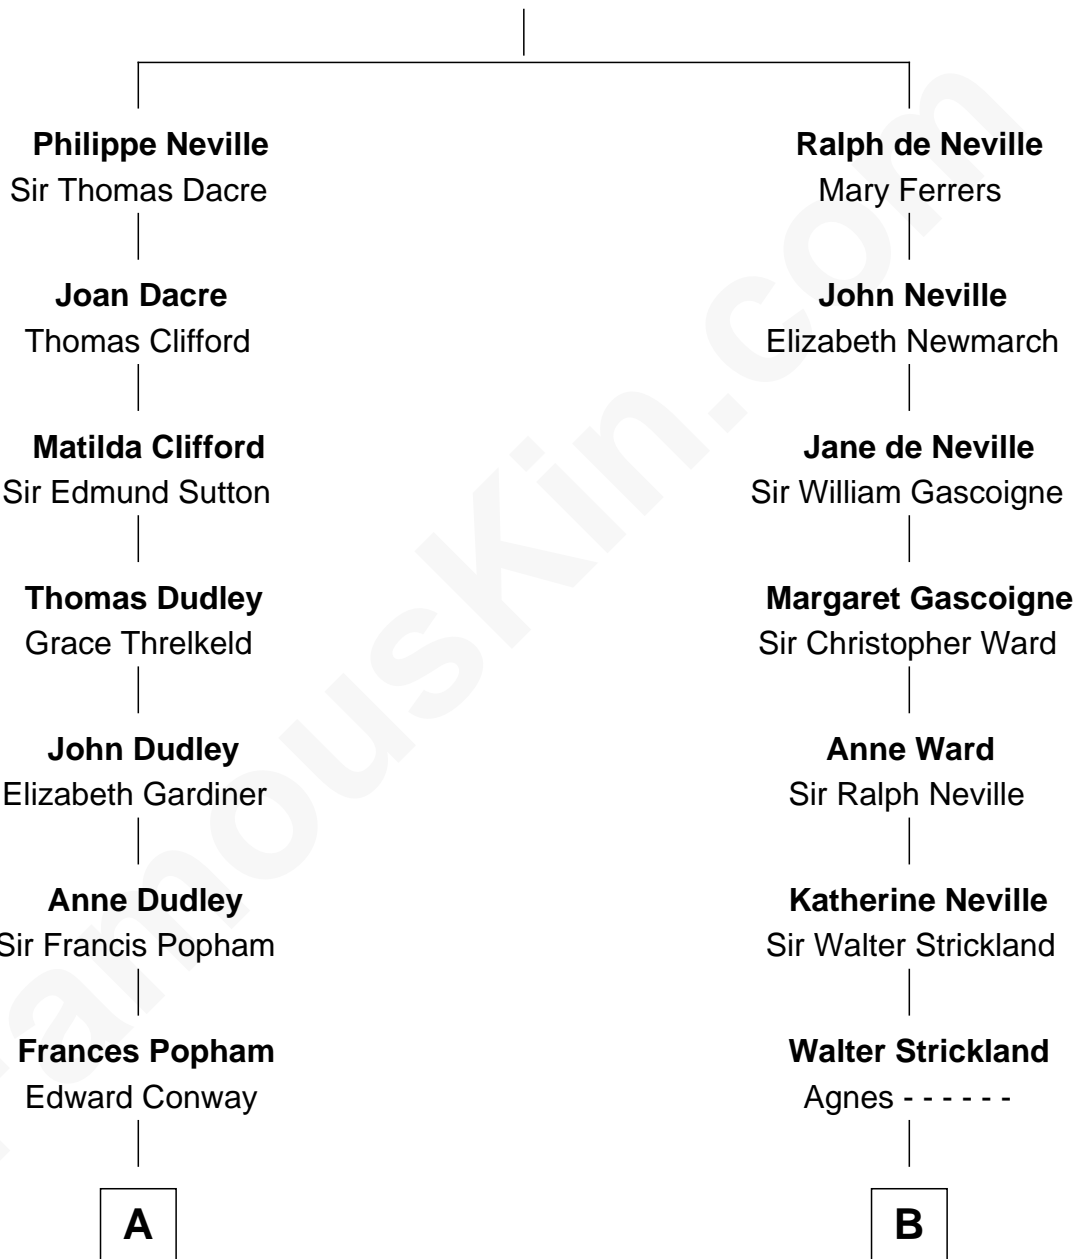 Philippe Neville
Sir Thomas Dacre
Joan Dacre
Thomas Clifford
Matilda Clifford
Sir Edmund Sutton
Thomas Dudley
Grace Threlkeld
John Dudley
Elizabeth Gardiner
Anne Dudley
Sir Francis Popham
Frances Popham
Edward Conway
A
Ralph de Neville
Mary Ferrers
John Neville
Elizabeth Newmarch
Jane de Neville
Sir William Gascoigne
Margaret Gascoigne
Sir Christopher Ward
Anne Ward
Sir Ralph Neville
Katherine Neville
Sir Walter Strickland
Walter Strickland
Agnes - - - - - -
B
FamousKin.com